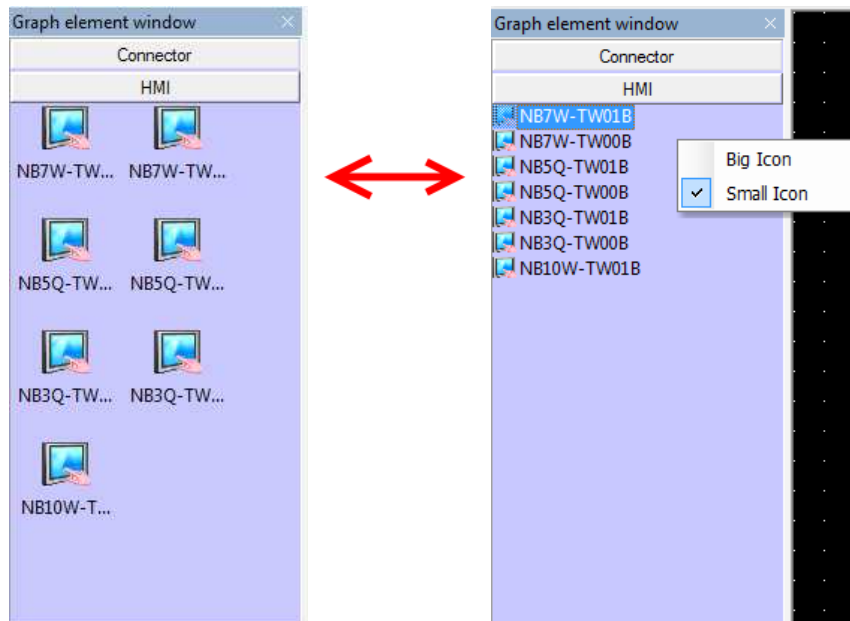 Graph element window
Connector
HMI
NB7W-TW... NB7W-TW...
NB5Q-TW... NB5Q-TW...
NB3Q-TW... NB3Q-TW...
NB10W-T...
Graph element window
Connector
HMI
NB7W-TW01B
NB7W-TW00B
NB5Q-TW01B
NB5Q-TW00B
NB3Q-TW01B
NB3Q-TW00B
NB10W-TW01B
Big Icon
Small Icon